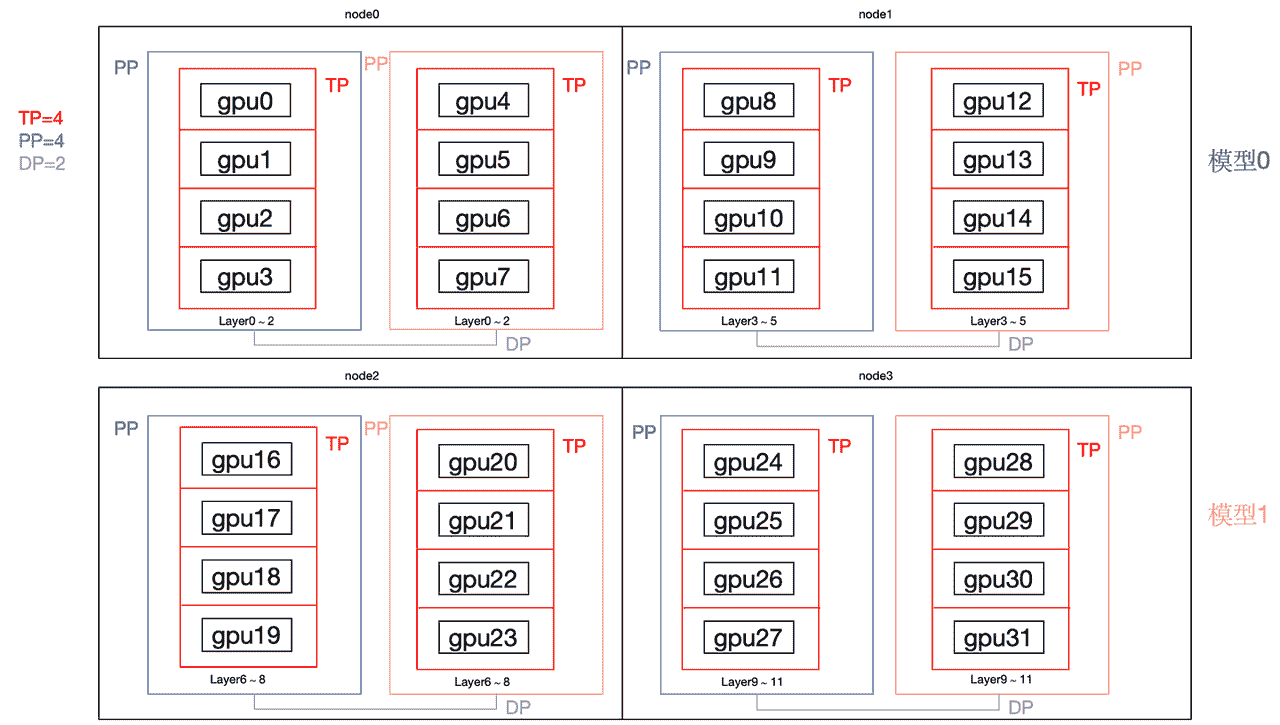 node0
node1
TP=4
PP=4
DP=2
PP
TP
gpu0
gpu1
gpu2
gpu3
Layer0 ~ 2
PP
TP
gpu4
gpu5
gpu6
gpu7
Layer0 ~ 2
DP
PP
TP
gpu8
gpu9
gpu10
gpu11
Layer3 ~ 5
PP
TP
gpu12
gpu13
gpu14
gpu15
Layer3 ~ 5
DP
模型0
node2
node3
PP
TP
gpu16
gpu17
gpu18
gpu19
Layer6 ~ 8
PP
TP
gpu20
gpu21
gpu22
gpu23
Layer6 ~ 8
DP
PP
TP
gpu24
gpu25
gpu26
gpu27
Layer9 ~ 11
PP
TP
gpu28
gpu29
gpu30
gpu31
Layer9 ~ 11
DP
模型1